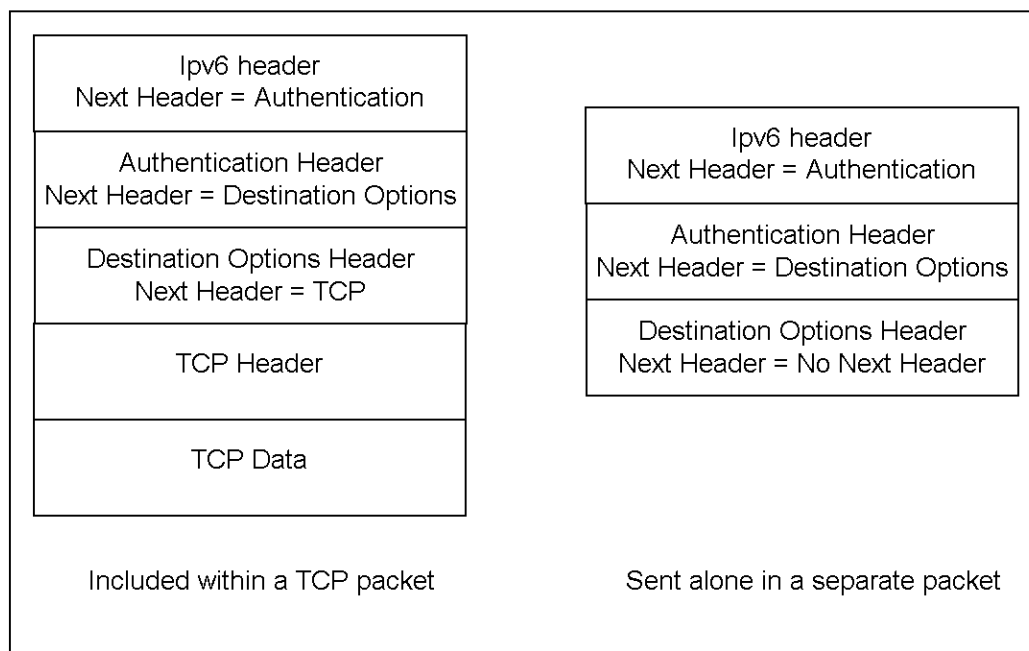 Ipv6 header
Next Header = Authentication
Authentication Header
Next Header = Destination Options
Destination Options Header
Next Header = TCP
TCP Header
TCP Data
Included within a TCP packet
Ipv6 header
Next Header = Authentication
Authentication Header
Next Header = Destination Options
Destination Options Header
Next Header = No Next Header
Sent alone in a separate packet